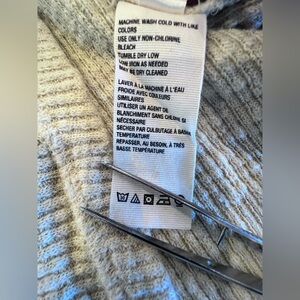 MACHINE WASH COLD WITH LIKE
COLORS
USE ONLY NON-CHLORINE
BLEACH
TUMBLE DRY LOW
LOW IRON AS NEEDED
MAY BE DRY CLEANED
LAVER À LA MACHINE À L'EAU
FROIDE AVEC COULEURS
SIMILAIRES
UTILISER UN AGENT DE
BLANCHIMENT SANS CHLORE SI
NÉCESSAIRE
SECHER PAR CULBUTAGE À BASSE
TEMPÉRATURE
REPASSER, AU BESOIN, À TRÈS
BASSE TEMPÉRATURE